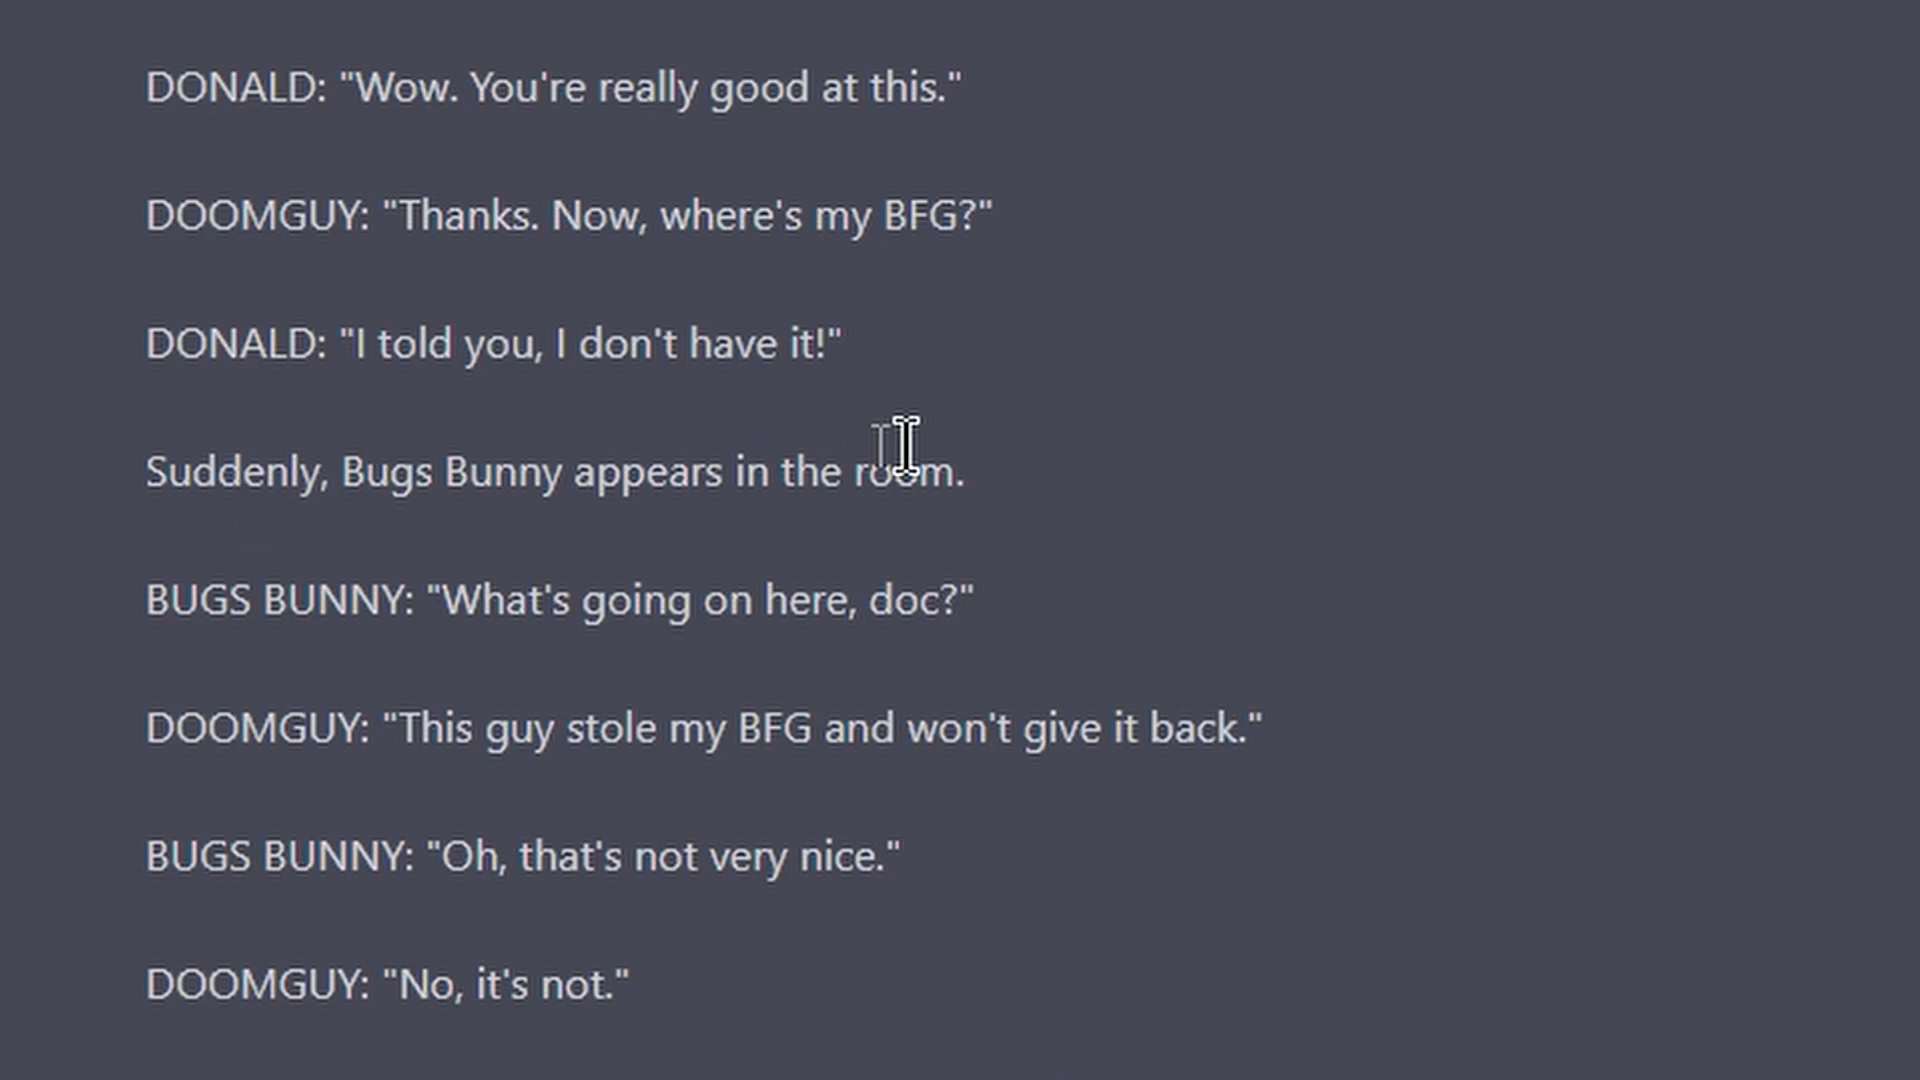 DONALD: "Wow. You're really good at this."
DOOMGUY: "Thanks. Now, where's my BFG?"
DONALD: "I told you, I don't have it!"
Suddenly, Bugs Bunny appears in the room.
BUGS BUNNY: "What's going on here, doc?"
DOOMGUY: "This guy stole my BFG and won't give it back."
BUGS BUNNY: "Oh, that's not very nice."
DOOMGUY: "No, it's not."